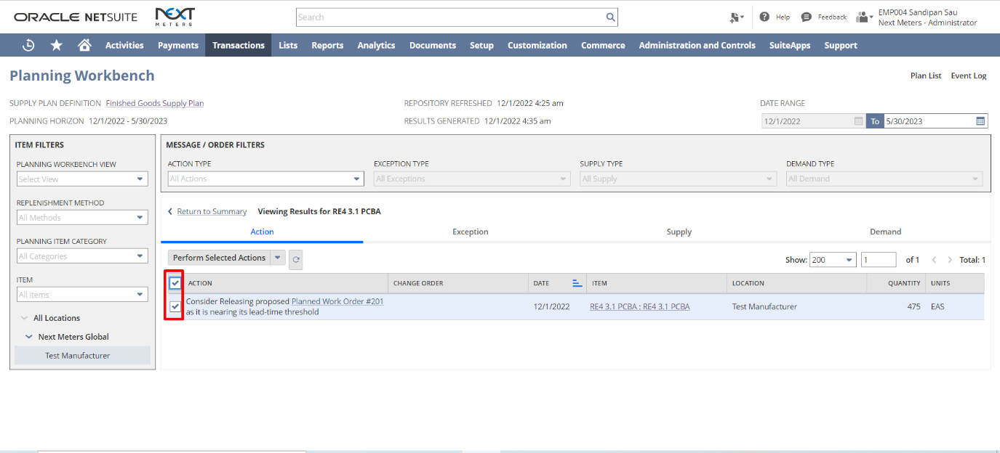 ORACLE NETSUITE
NEXT
METERS
Search
Help
Feedback
EMP004 Sandipan Sau
Next Meters - Administrator
Activities
Payments
Transactions
Lists
Reports
Analytics
Documents
Setup
Customization
Commerce
Administration and Controls
SuiteApps
Support
Planning Workbench
Plan List
Event Log
SUPPLY PLAN DEFINITION Finished Goods Supply Plan
REPOSITORY REFRESHED 12/1/2022 4:25 am
DATE RANGE
PLANNING HORIZON 12/1/2022 - 5/30/2023
RESULTS GENERATED 12/1/2022 4:35 am
12/1/2022
To
5/30/2023
ITEM FILTERS
PLANNING WORKBENCH VIEW
Select View
REPLENISHMENT METHOD
All Methods
PLANNING ITEM CATEGORY
All Categories
ITEM
All items
All Locations
Next Meters Global
Test Manufacturer
MESSAGE / ORDER FILTERS
ACTION TYPE
All Actions
EXCEPTION TYPE
All Exceptions
SUPPLY TYPE
All Supply
DEMAND TYPE
All Demand
Return to Summary
Viewing Results for RE4 3.1 PCBA
Action
Exception
Supply
Demand
Perform Selected Actions
Show: 200
1
of 1
Total: 1
ACTION
CHANGE ORDER
DATE
ITEM
LOCATION
QUANTITY
UNITS
Consider Releasing proposed Planned Work Order #201
as it is nearing its lead-time threshold
12/1/2022
RE4 3.1 PCBA : RE4 3.1 PCBA
Test Manufacturer
475
EAS